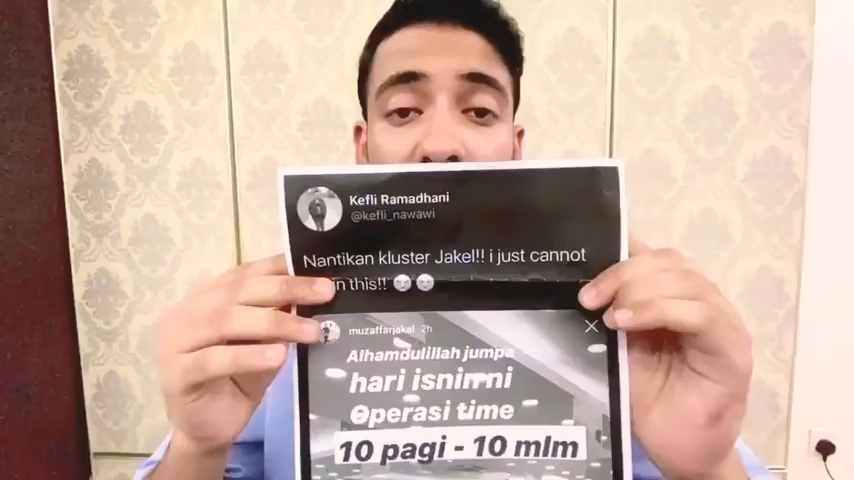 Kefli Ramadhani
@kefli_nawawi
Nantikan kluster Jakel!! i just cannot
this!!
muzaffarjakel 2h
Alhamdulillah jumpa
hari isnin ni
Operasi time
10 pagi - 10 mlm